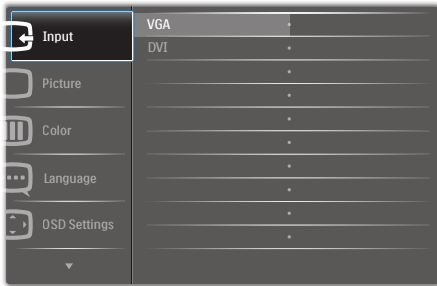 Input
Picture
Color
Language
OSD Settings
VGA
DVI